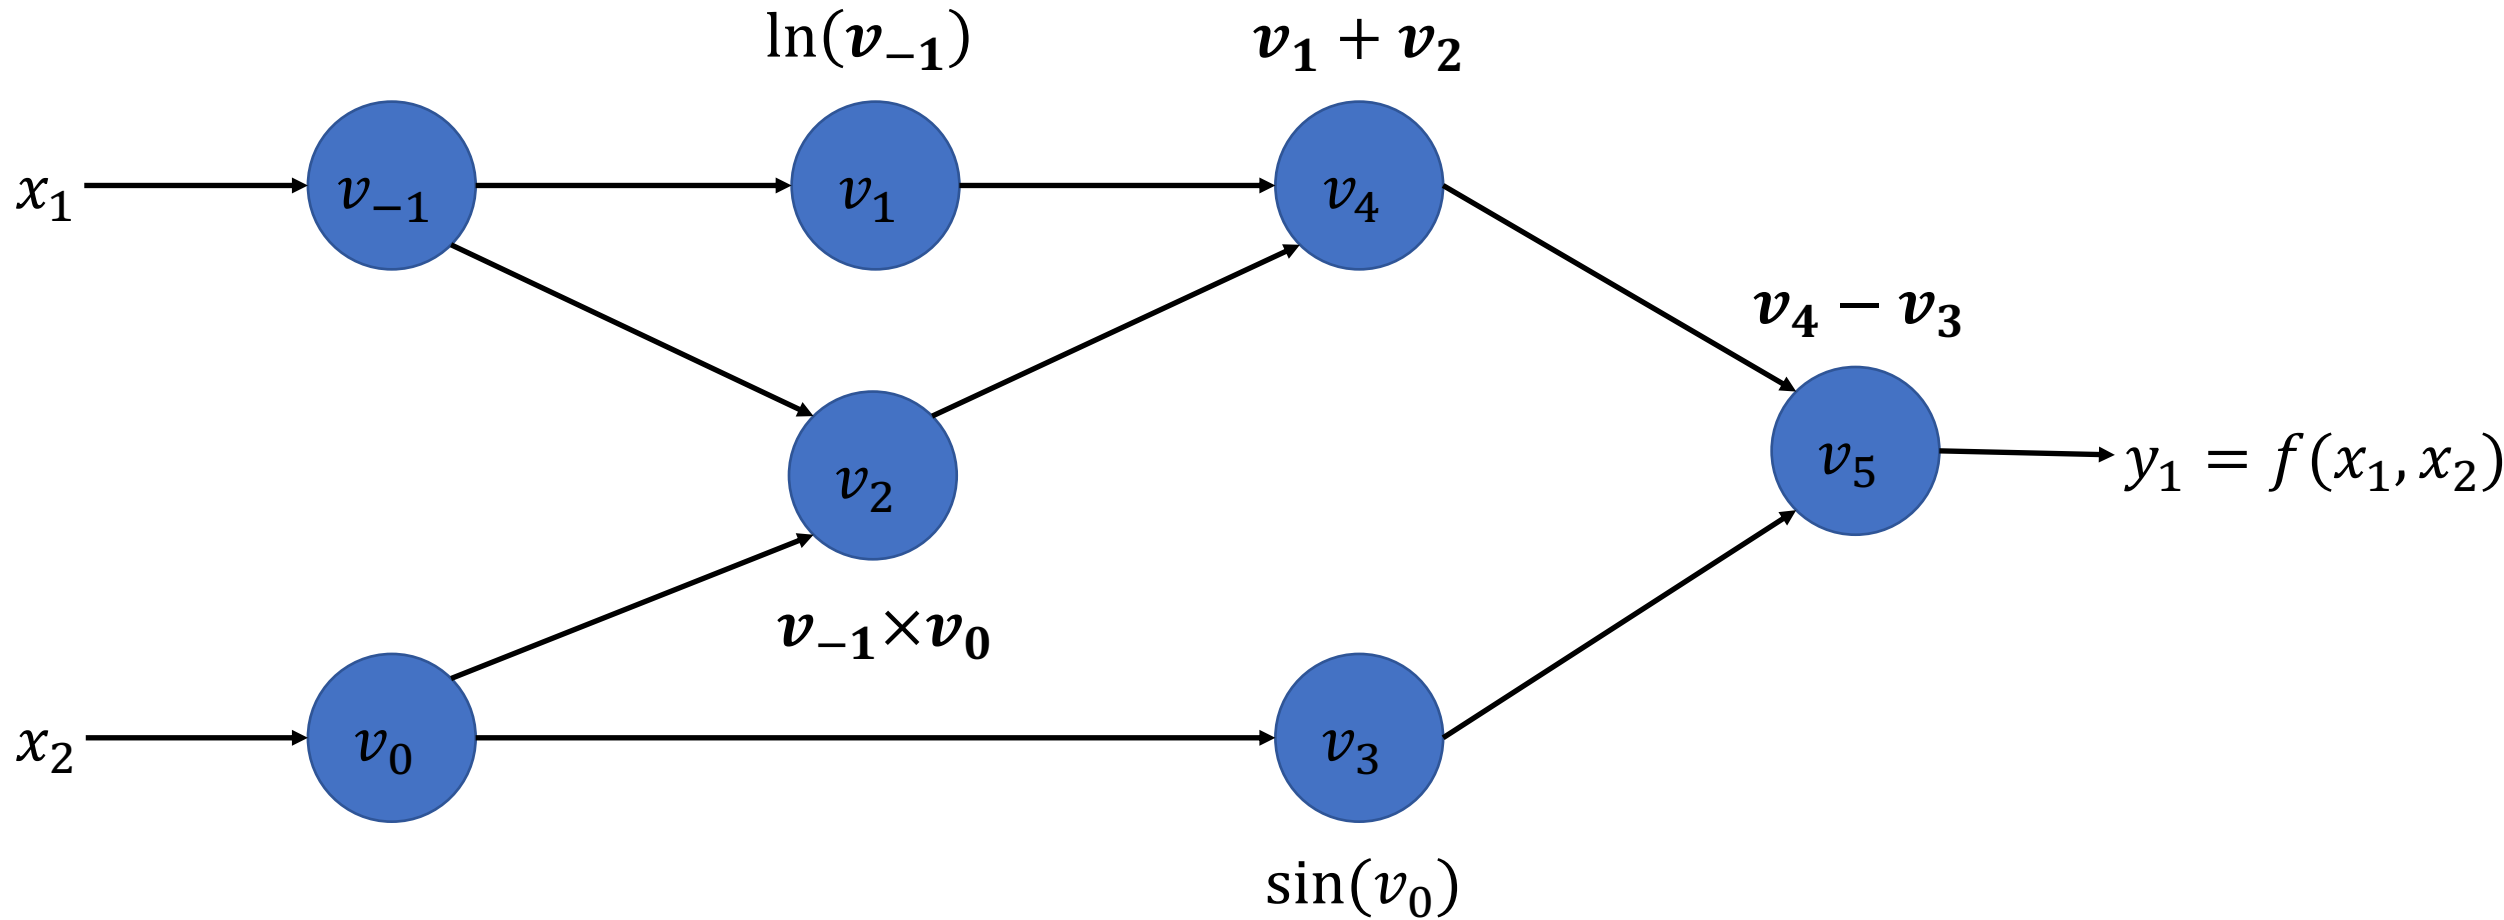 ln(v₋₁)
v₁ + v₂
x₁
v₋₁
v₁
v₄
v₄ − v₃
v₂
v₅
y₁ = f(x₁, x₂)
v₋₁×v₀
x₂
v₀
v₃
sin(v₀)